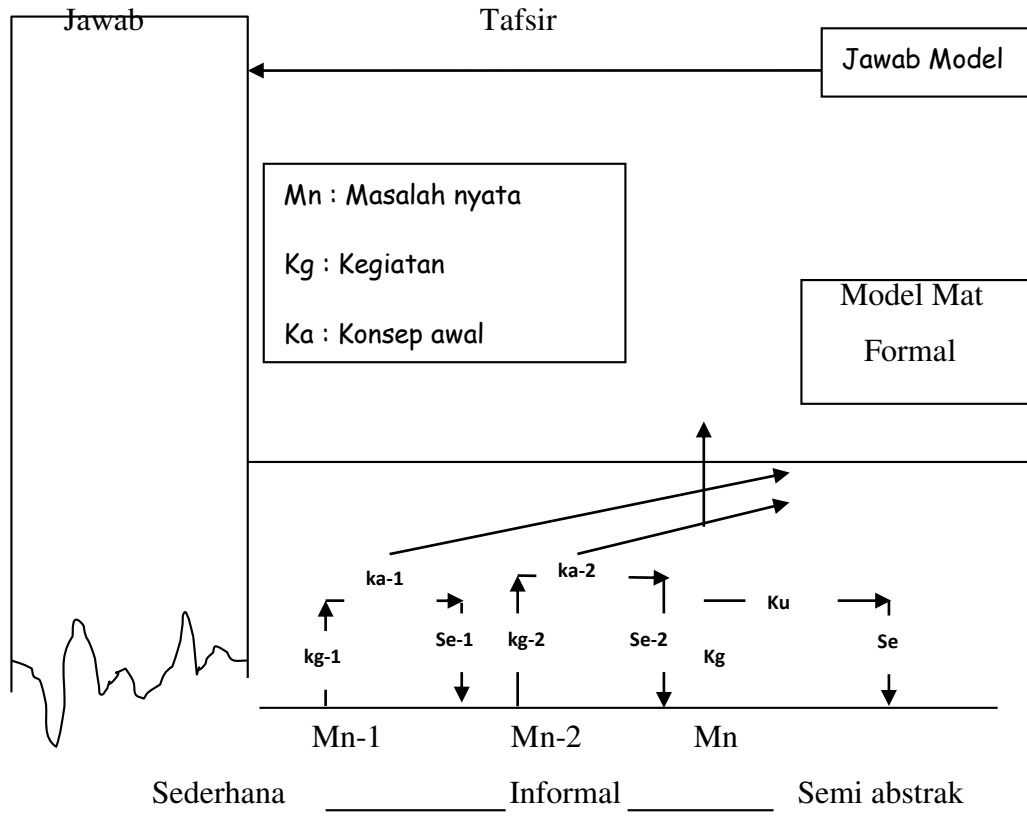 Jawab Tafsir
Jawab Model
Mn : Masalah nyata
Kg : Kegiatan
Ka : Konsep awal
Model Mat
Formal
ka-1 ka-2
Ku
kg-1 Se-1 kg-2 Se-2 Kg Se
Mn-1 Mn-2 Mn
Sederhana Informal Semi abstrak